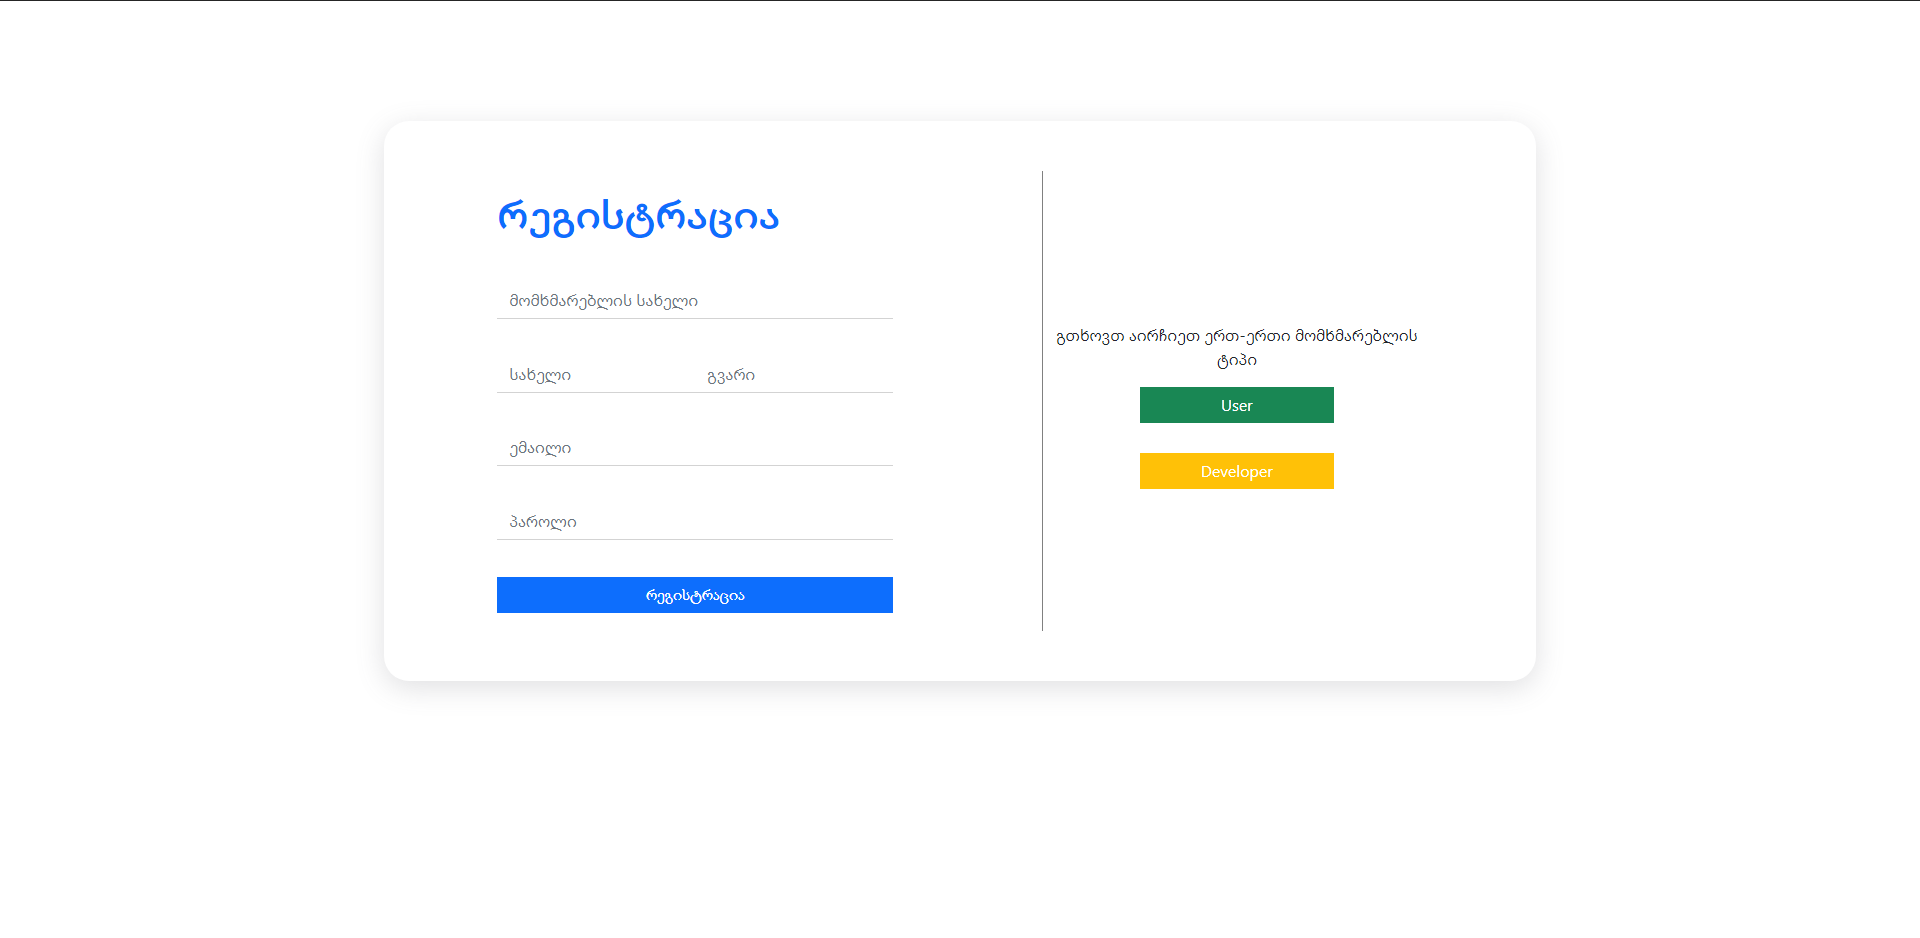 რეგისტრაცია
მომხმარებლის სახელი
სახელი გვარი
ემაილი
პაროლი
რეგისტრაცია
გთხოვთ აირჩიეთ ერთ-ერთი მომხმარებლის
ტიპი
User
Developer